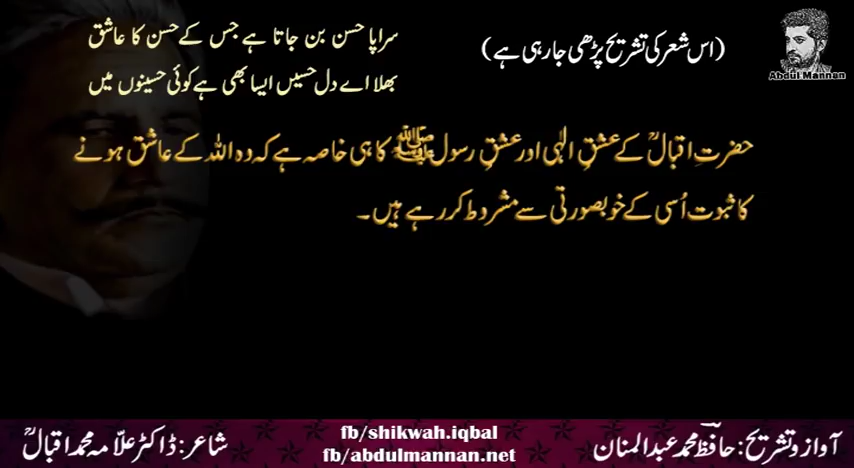 سراپا حسن بن جاتا ہے جس کے حسن کا عاشق
بھلا اے دل حسیں ایسا بھی ہے کوئی حسینوں میں
(اس شعر کی تشریح پڑھی جا رہی ہے)
Abdul Mannan
حضرتِ اقبالؒ کے عشقِ الٰہی اور عشقِ رسول ﷺ کا ہی خاصہ ہے کہ وہ اللہ کے عاشق ہونے
کا ثبوت اُسی کے خوبصورتی سے مشروط کر رہے ہیں۔
آواز و تشریح: حافظ محمد عبدالمنان
fb/shikwah.iqbal
fb/abdulmannan.net
شاعر: ڈاکٹر علّامہ محمد اقبالؒ